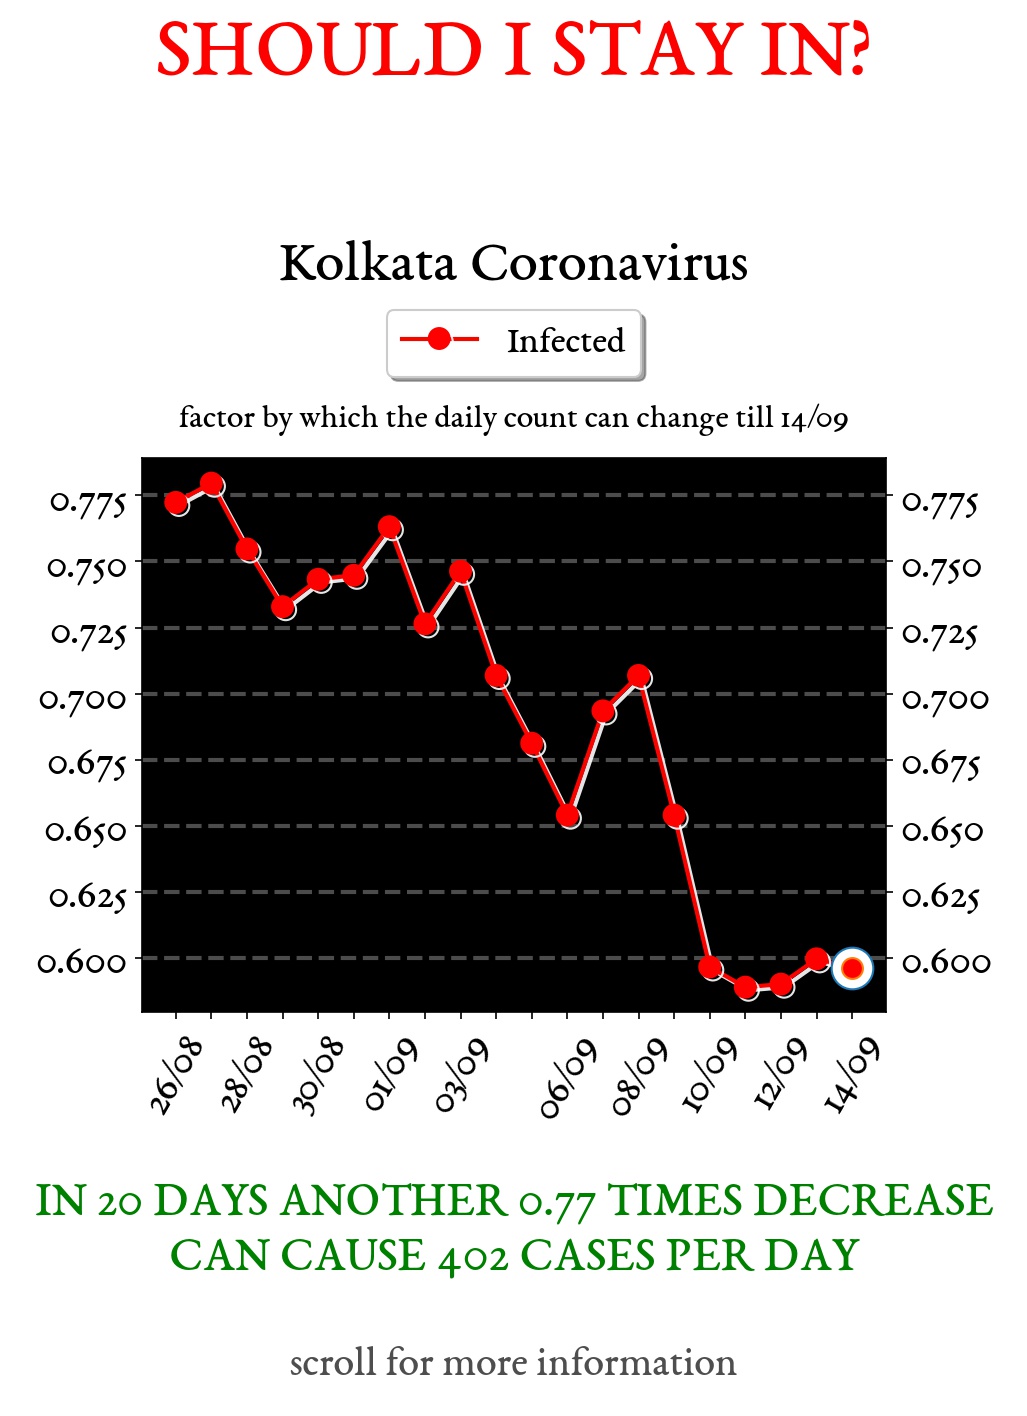 SHOULD I STAY IN?
Kolkata Coronavirus
Infected
factor by which the daily count can change till 14/09
0.775 0.775
0.750 0.750
0.725 0.725
0.700 0.700
0.675 0.675
0.650 0.650
0.625 0.625
0.600 0.600
26/08 28/08 30/08 01/09 03/09 06/09 08/09 10/09 12/09 14/09
IN 20 DAYS ANOTHER 0.77 TIMES DECREASE
CAN CAUSE 402 CASES PER DAY
scroll for more information